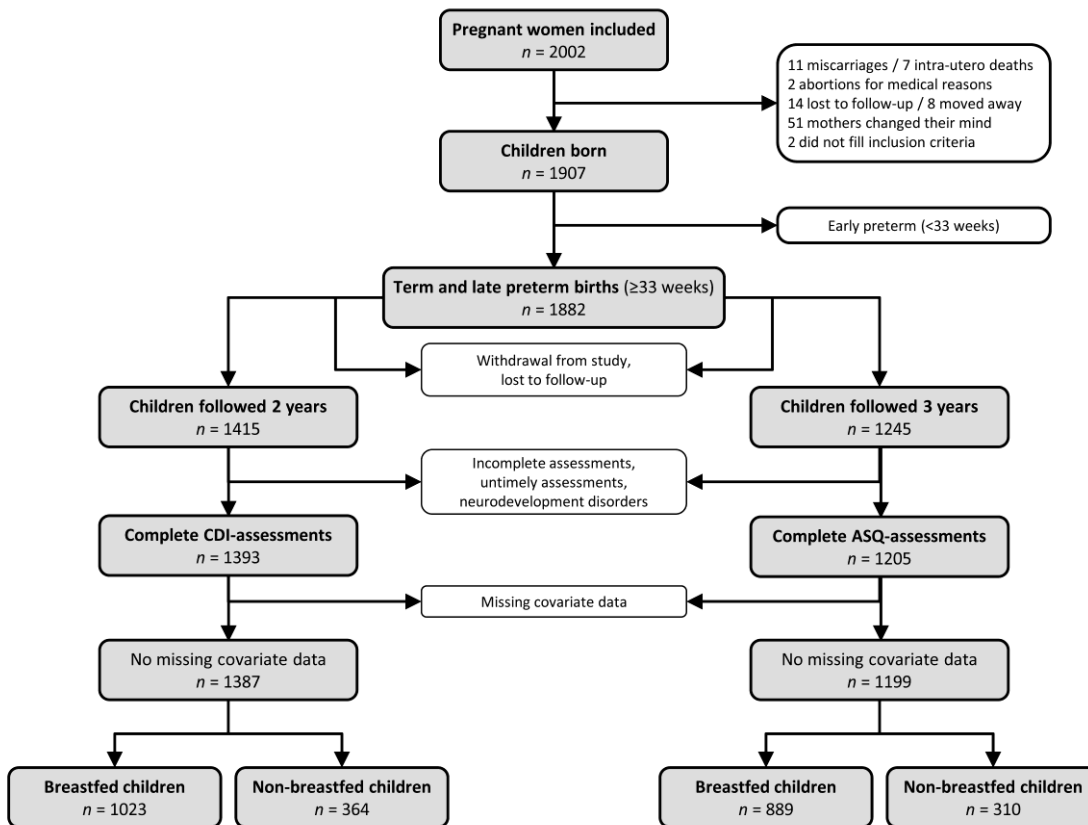 Pregnant women included
n = 2002
11 miscarriages / 7 intra-utero deaths
2 abortions for medical reasons
14 lost to follow-up / 8 moved away
51 mothers changed their mind
2 did not fill inclusion criteria
Children born
n = 1907
Early preterm (<33 weeks)
Term and late preterm births (≥33 weeks)
n = 1882
Withdrawal from study,
lost to follow-up
Children followed 2 years
n = 1415
Children followed 3 years
n = 1245
Incomplete assessments,
untimely assessments,
neurodevelopment disorders
Complete CDI-assessments
n = 1393
Complete ASQ-assessments
n = 1205
Missing covariate data
No missing covariate data
n = 1387
No missing covariate data
n = 1199
Breastfed children
n = 1023
Non-breastfed children
n = 364
Breastfed children
n = 889
Non-breastfed children
n = 310